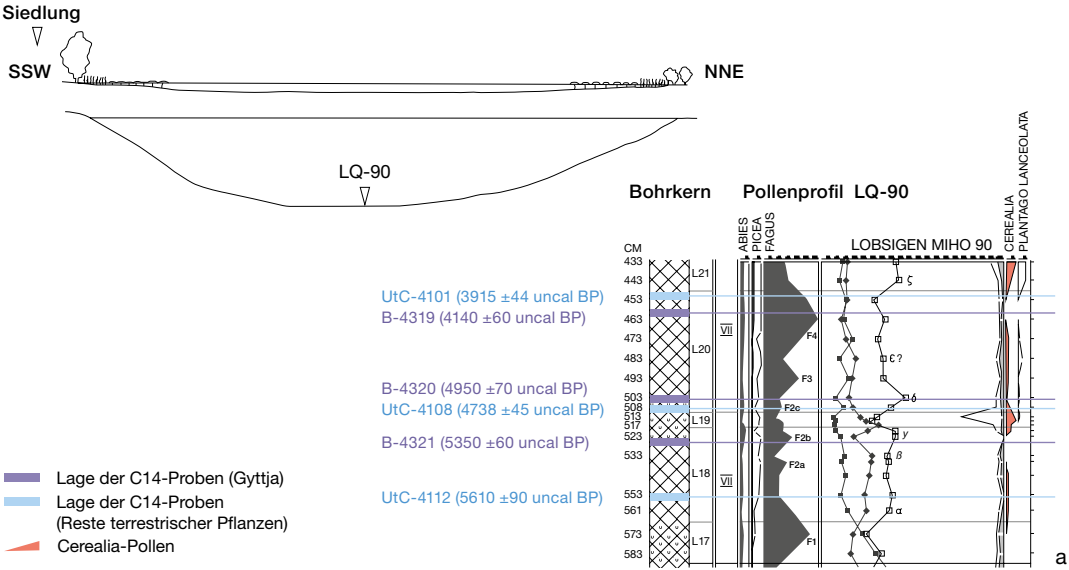 Siedlung
SSW
NNE
LQ-90
Bohrkern
Pollenprofil LQ-90
ABIES
PICEA
FAGUS
LOBSIGEN MIHO 90
CEREALIA
PLANTAGO LANCEOLATA
CM
433
443
453
463
473
483
493
503
508
513
517
523
533
553
561
573
583
L21
L20
L19
L18
L17
VII
VII
F4
F3
F2c
F2b
F2a
F1
ζ
ε ?
δ
γ
ß
α
UtC-4101 (3915 ±44 uncal BP)
B-4319 (4140 ±60 uncal BP)
B-4320 (4950 ±70 uncal BP)
UtC-4108 (4738 ±45 uncal BP)
B-4321 (5350 ±60 uncal BP)
UtC-4112 (5610 ±90 uncal BP)
Lage der C14-Proben (Gyttja)
Lage der C14-Proben
(Reste terrestrischer Pflanzen)
Cerealia-Pollen
a